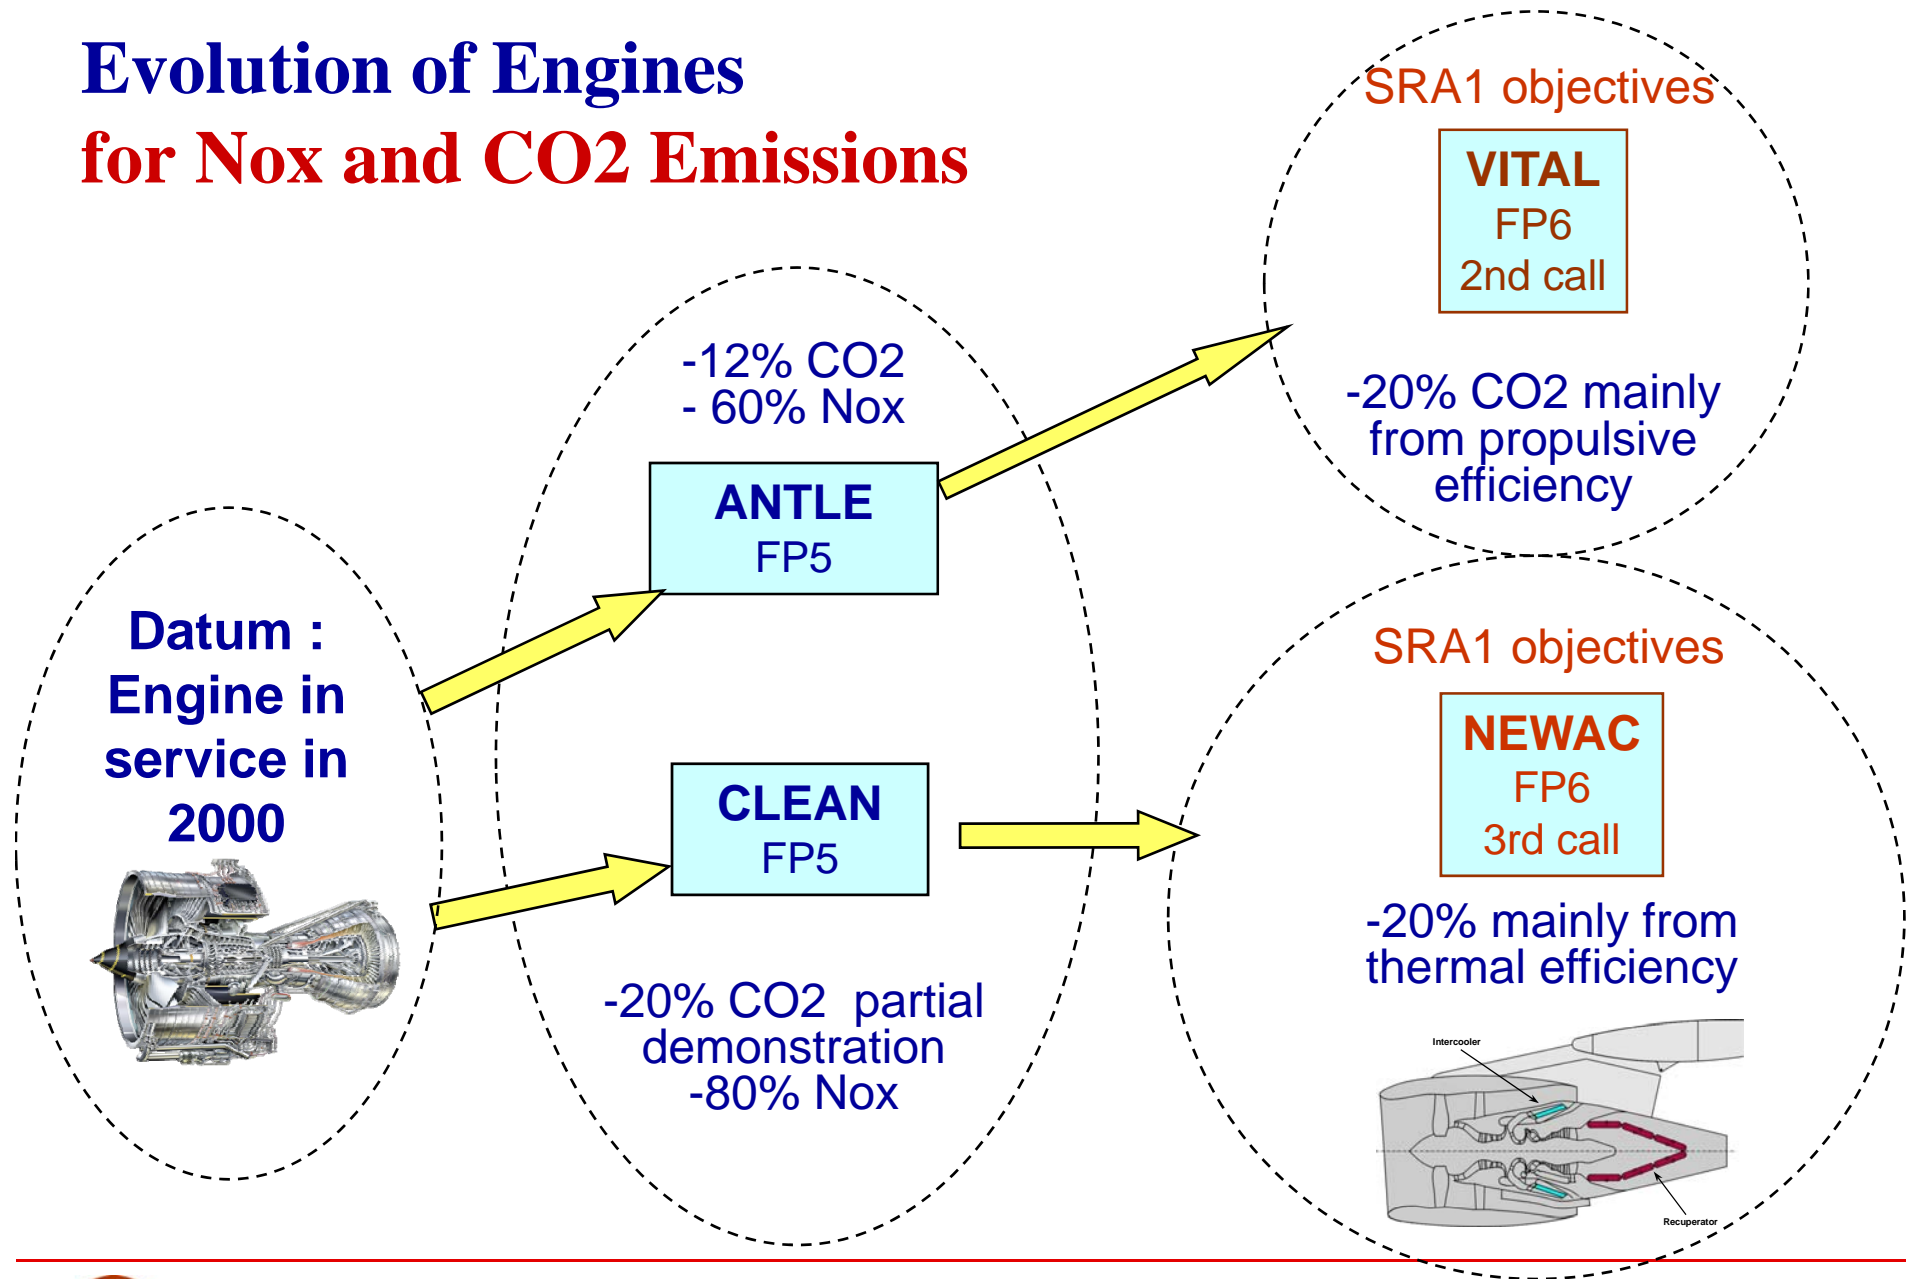 Evolution of Engines
for Nox and CO2 Emissions
Datum :
Engine in
service in
2000
-12% CO2
- 60% Nox
ANTLE
FP5
CLEAN
FP5
-20% CO2  partial
demonstration
-80% Nox
SRA1 objectives
VITAL
FP6
2nd call
-20% CO2 mainly
from propulsive
efficiency
SRA1 objectives
NEWAC
FP6
3rd call
-20% mainly from
thermal efficiency
Intercooler
Recuperator